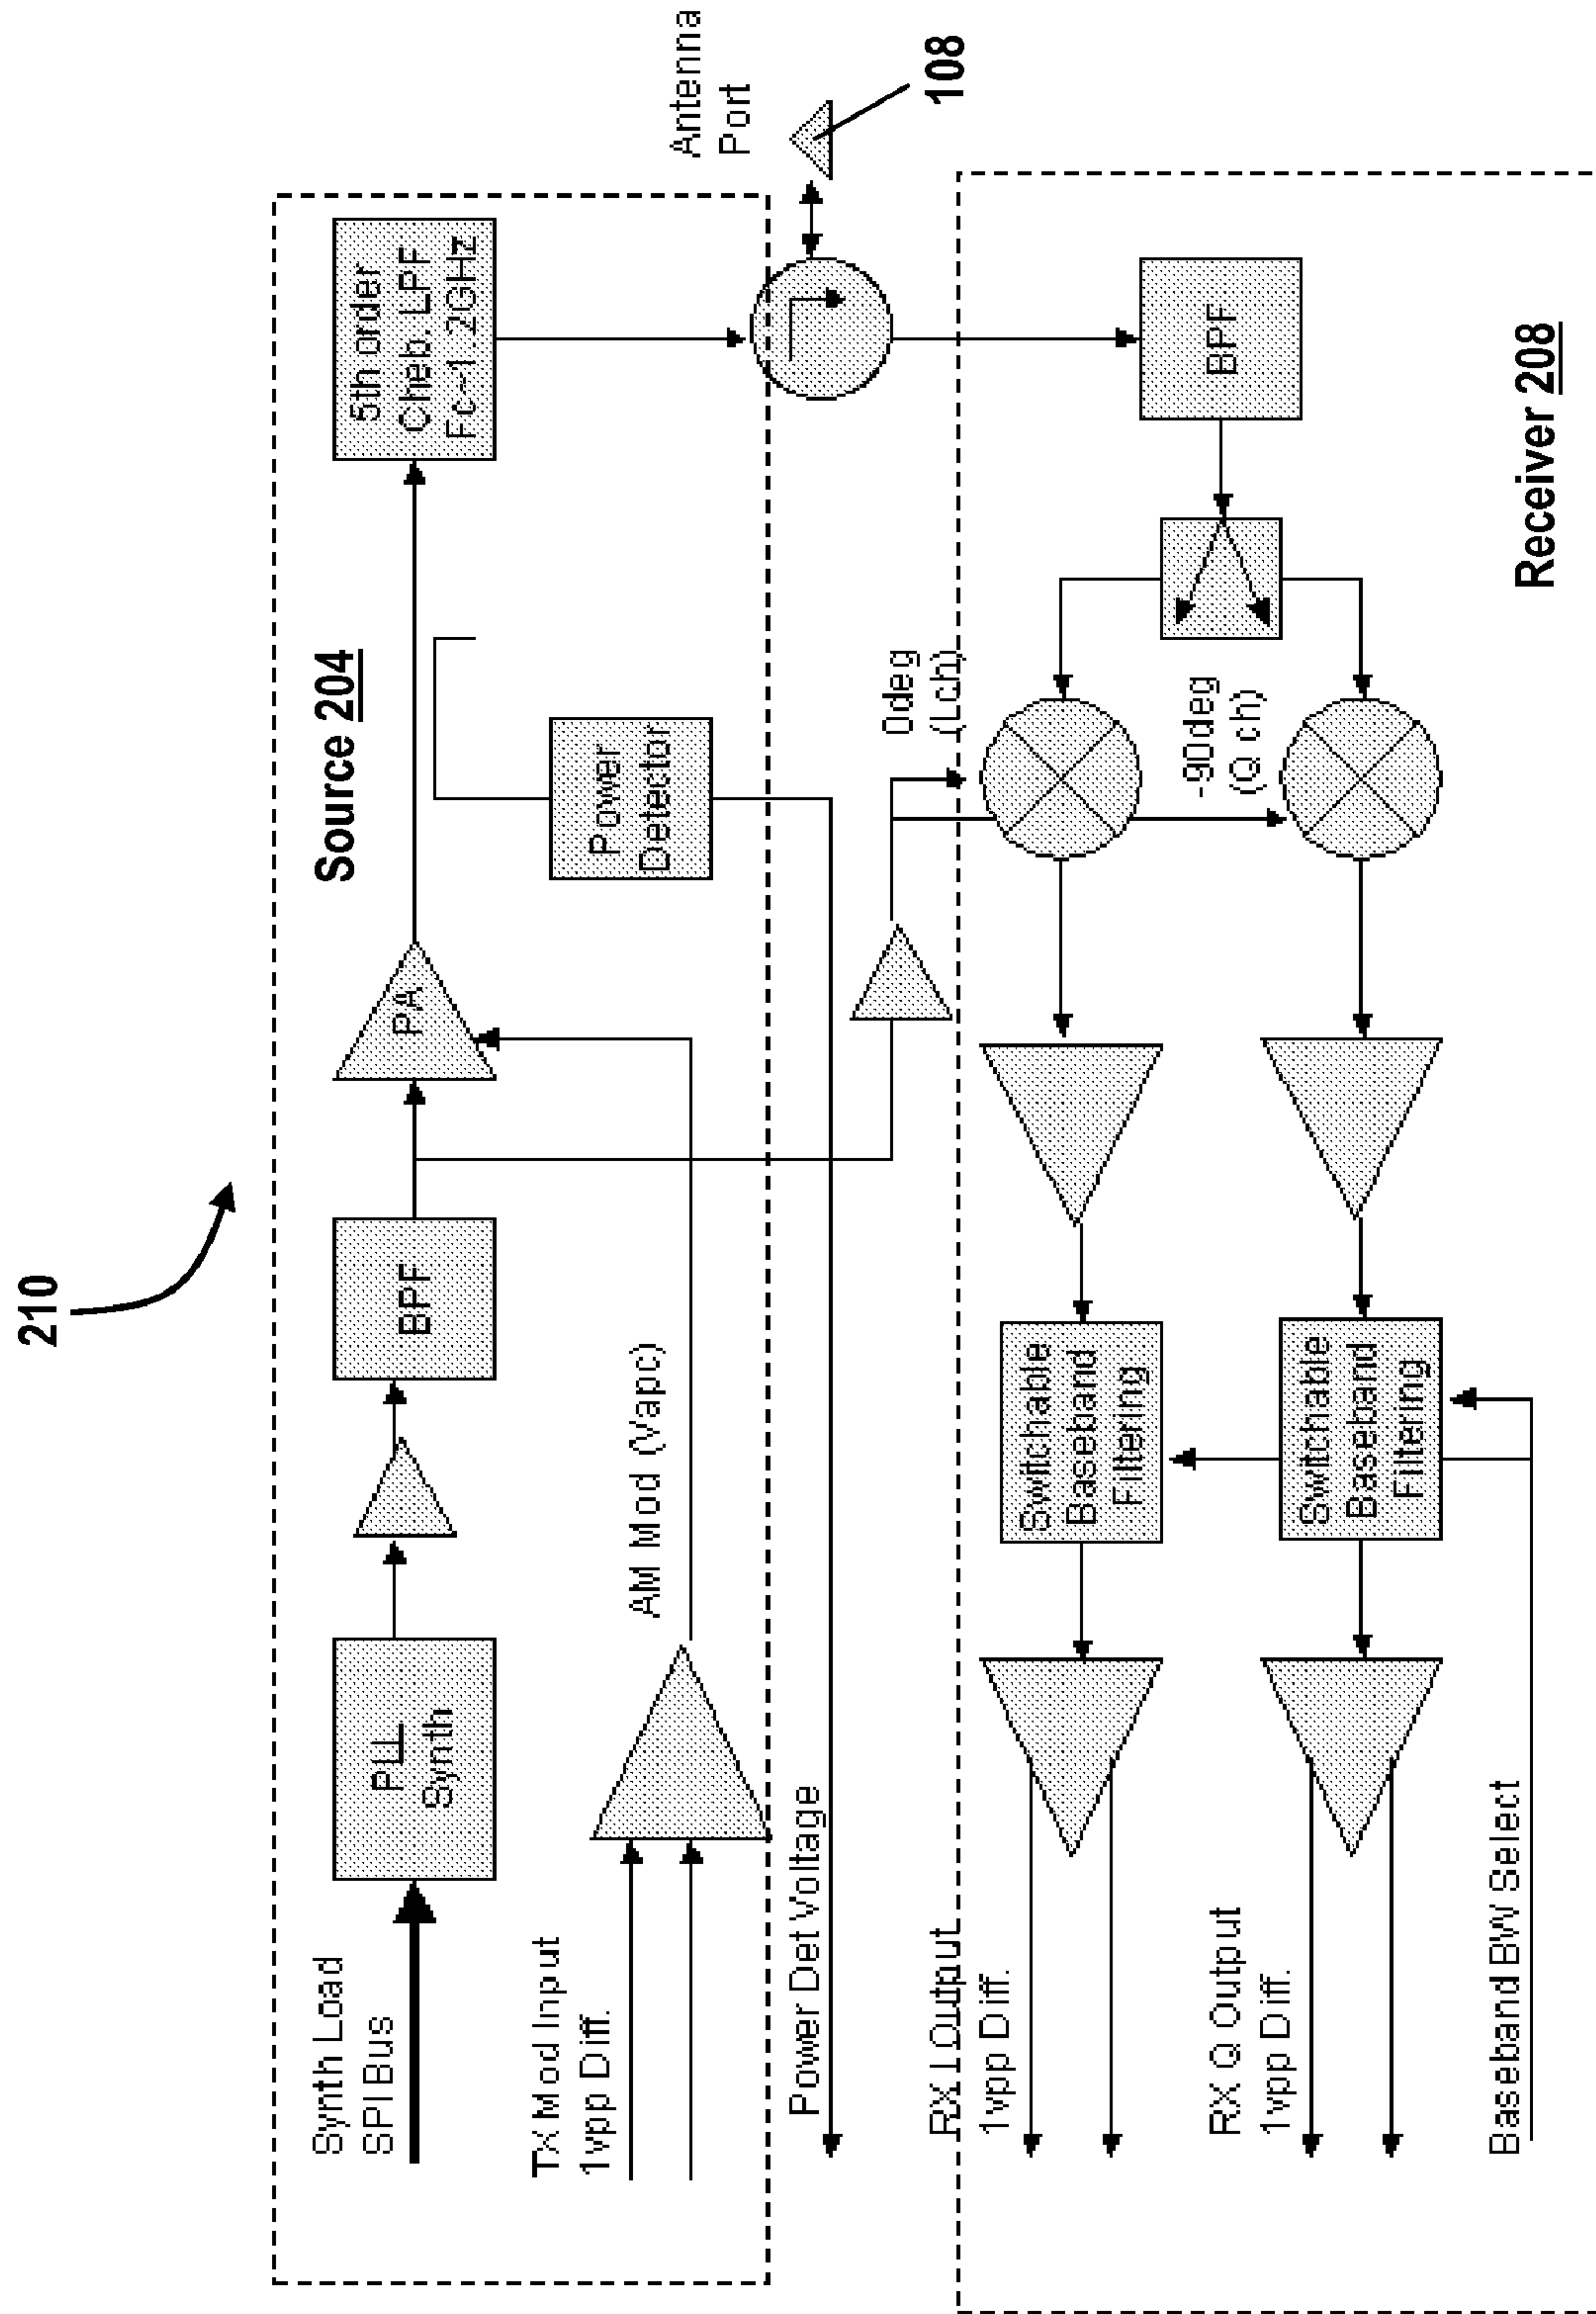 210
Source 204
Synth Load
SPI Bus
PLL
Synth
BPF
PA
5th order
Cheb. LPF
Fc~1.2GHz
TX Mod Input
1vpp Diff.
AM Mod (Vapc)
Power
Detector
Antenna
Port
108
Power Det Voltage
0deg
(I.ch)
-90deg
(Q ch)
BPF
RX I Output
1vpp Diff.
Switchable
Baseband
Filtering
RX Q Output
1vpp Diff.
Switchable
Baseband
Filtering
Baseband BW Select
Receiver 208